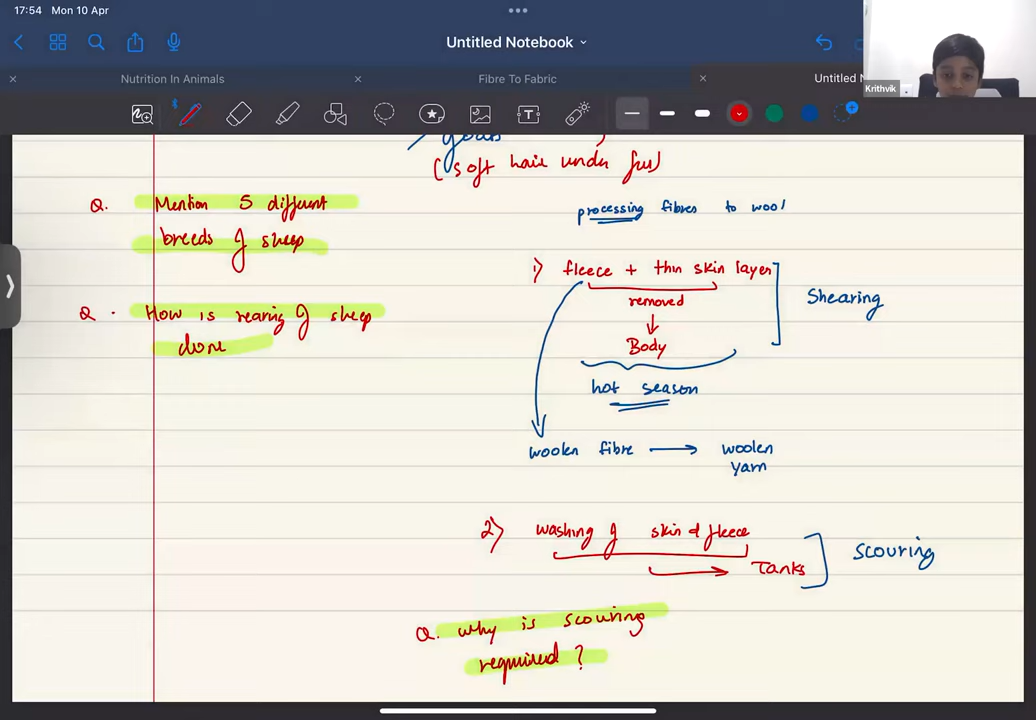 17:54 Mon 10 Apr
Untitled Notebook
Nutrition In Animals
Fibre To Fabric
Untitled N
Krithvik
T
goats
(soft hair under fur)
Q. Mention 5 different
breeds of sheep
Q. How is rearing of sheep
done
processing fibres to wool
1) fleece + thin skin layer
removed
Body
Shearing
hot season
woolen fibre → woolen
yarn
2) washing of skin & fleece
→ Tanks
scouring
Q. why is scouring
required ?